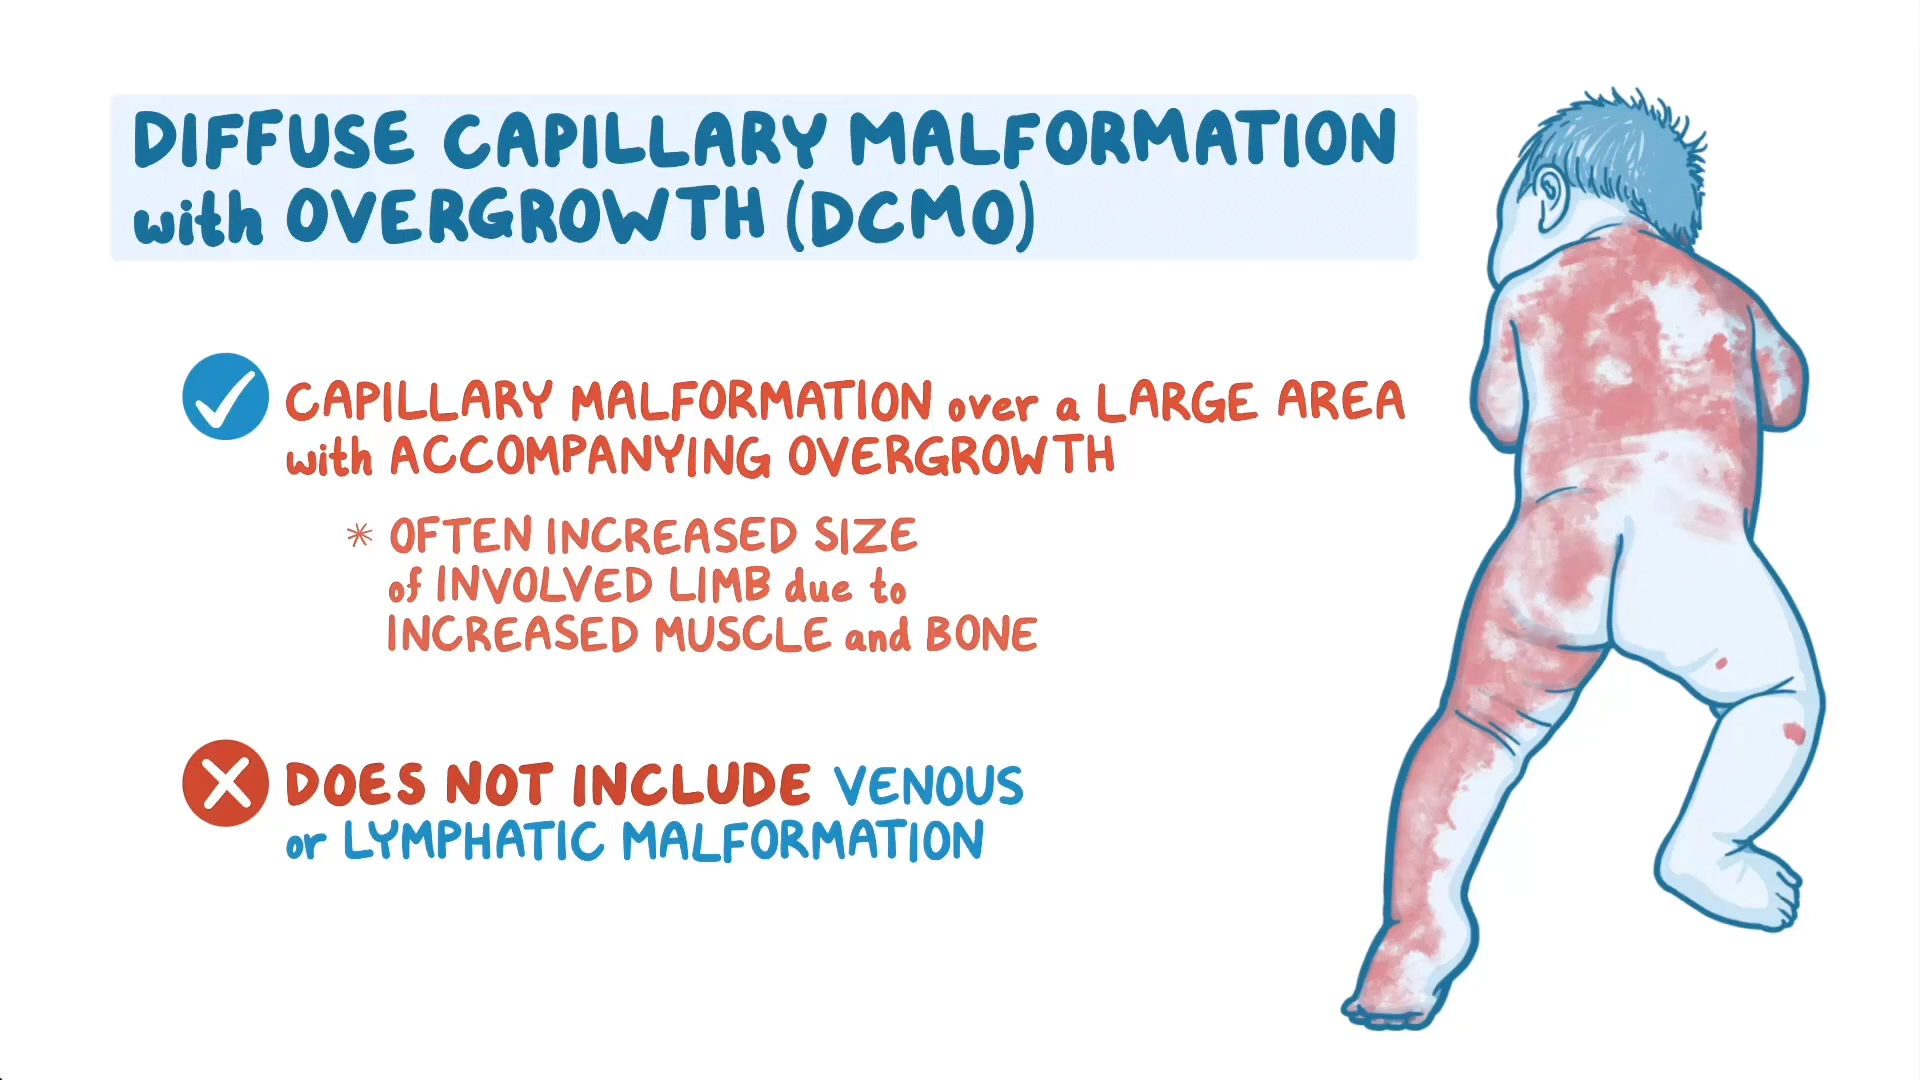 DIFFUSE CAPILLARY MALFORMATION
with OVERGROWTH (DCMO)
CAPILLARY MALFORMATION over a LARGE AREA
with ACCOMPANYING OVERGROWTH
* OFTEN INCREASED SIZE
of INVOLVED LIMB due to
INCREASED MUSCLE and BONE
DOES NOT INCLUDE VENOUS
or LYMPHATIC MALFORMATION